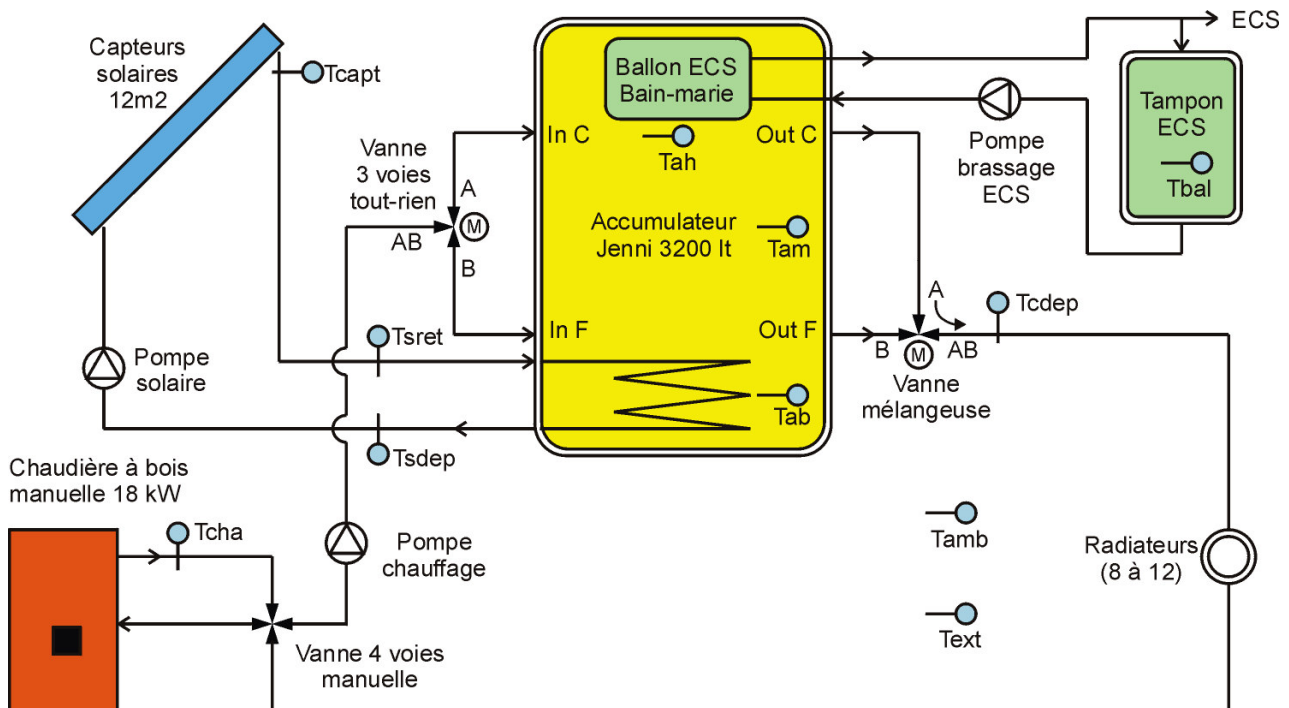 Capteurs
solaires
12m2
Tcapt
Ballon ECS
Bain-marie
ECS
Tampon
ECS
Tbal
Pompe
brassage
ECS
In C
Out C
Tah
Vanne
3 voies
tout-rien
A
M
AB
B
Accumulateur
Jenni 3200 lt
Tam
Tsret
In F
Out F
A
Tcdep
B
AB
M
Vanne
mélangeuse
Pompe
solaire
Tab
Tsdep
Chaudière à bois
manuelle 18 kW
Tcha
Pompe
chauffage
Vanne 4 voies
manuelle
Tamb
Text
Radiateurs
(8 à 12)